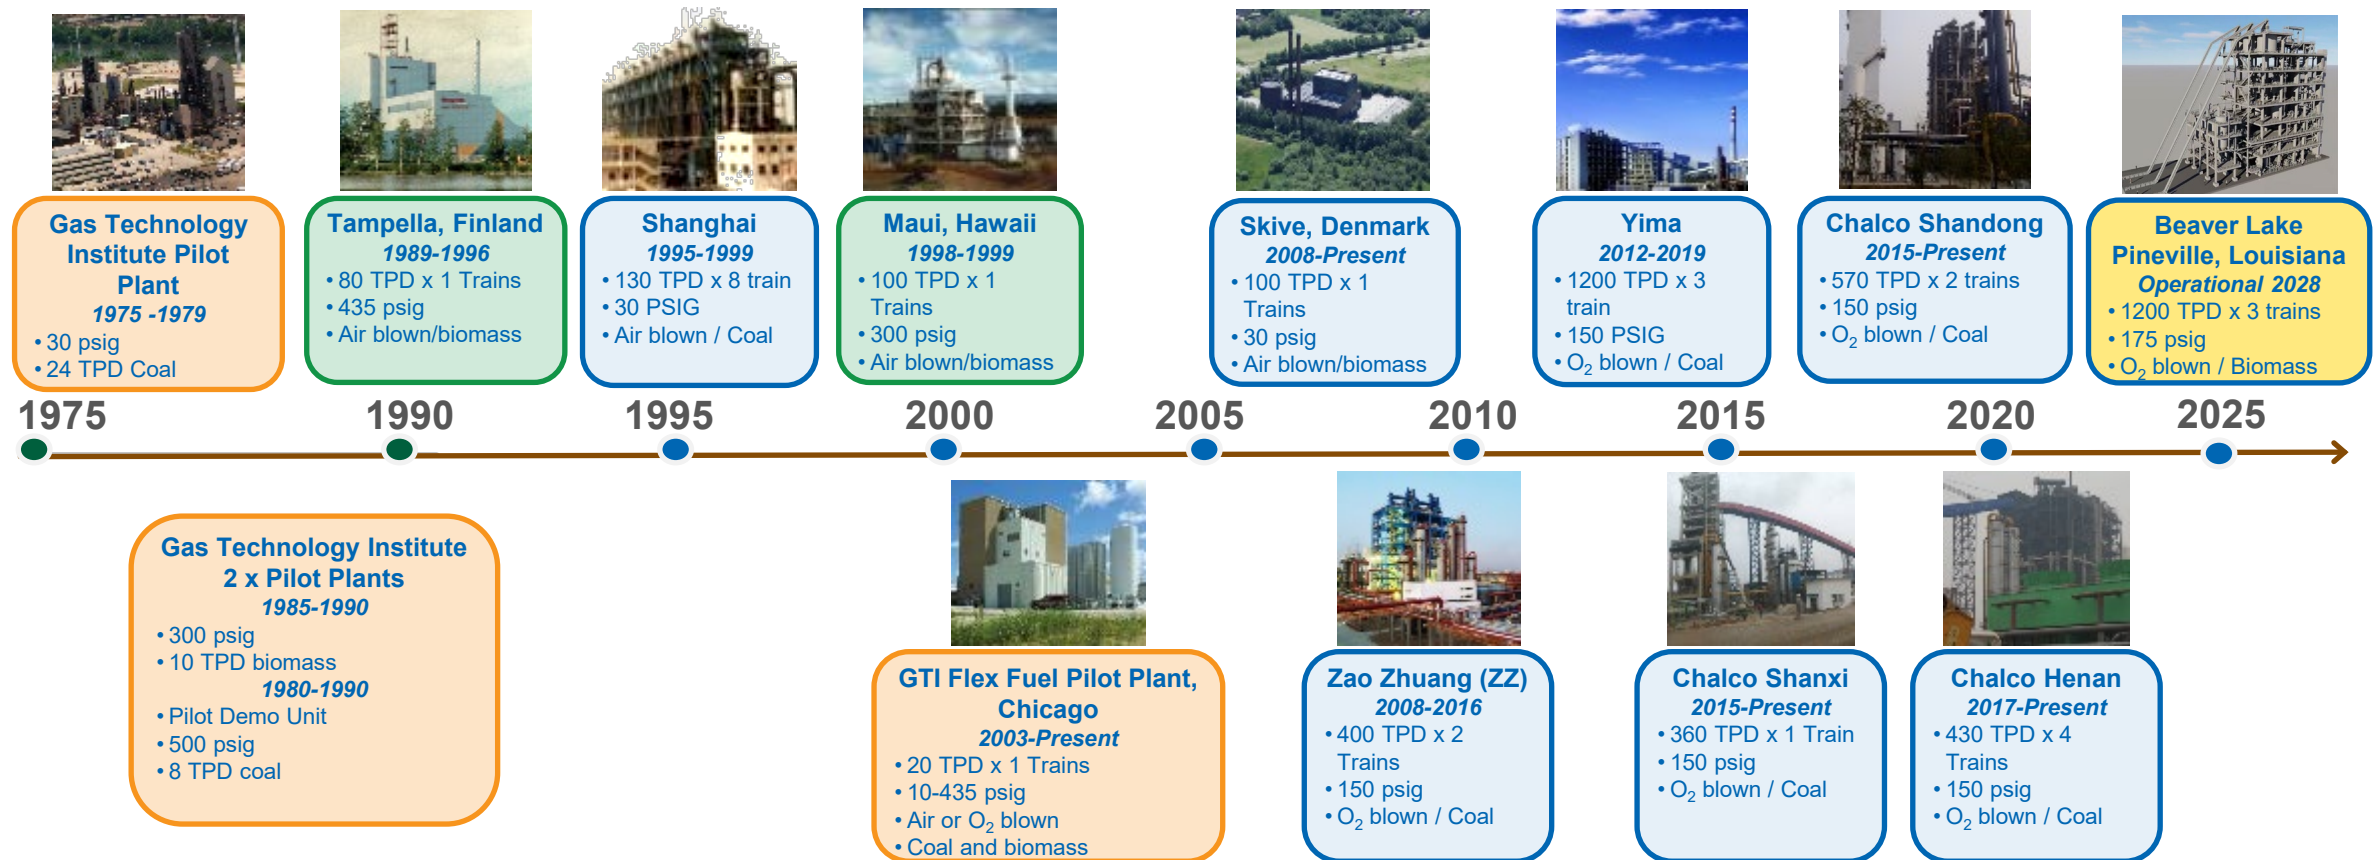 Gas Technology
Institute Pilot
Plant
1975 -1979
• 30 psig
• 24 TPD Coal
Tampella, Finland
1989-1996
• 80 TPD x 1 Trains
• 435 psig
• Air blown/biomass
Shanghai
1995-1999
• 130 TPD x 8 train
• 30 PSIG
• Air blown / Coal
Maui, Hawaii
1998-1999
• 100 TPD x 1
Trains
• 300 psig
• Air blown/biomass
Skive, Denmark
2008-Present
• 100 TPD x 1
Trains
• 30 psig
• Air blown/biomass
Yima
2012-2019
• 1200 TPD x 3
train
• 150 PSIG
• O₂ blown / Coal
Chalco Shandong
2015-Present
• 570 TPD x 2 trains
• 150 psig
• O₂ blown / Coal
Beaver Lake
Pineville, Louisiana
Operational 2028
• 1200 TPD x 3 trains
• 175 psig
• O₂ blown / Biomass
1975 1990 1995 2000 2005 2010 2015 2020 2025
Gas Technology Institute
2 x Pilot Plants
1985-1990
• 300 psig
• 10 TPD biomass
1980-1990
• Pilot Demo Unit
• 500 psig
• 8 TPD coal
GTI Flex Fuel Pilot Plant,
Chicago
2003-Present
• 20 TPD x 1 Trains
• 10-435 psig
• Air or O₂ blown
• Coal and biomass
Zao Zhuang (ZZ)
2008-2016
• 400 TPD x 2
Trains
• 150 psig
• O₂ blown / Coal
Chalco Shanxi
2015-Present
• 360 TPD x 1 Train
• 150 psig
• O₂ blown / Coal
Chalco Henan
2017-Present
• 430 TPD x 4
Trains
• 150 psig
• O₂ blown / Coal